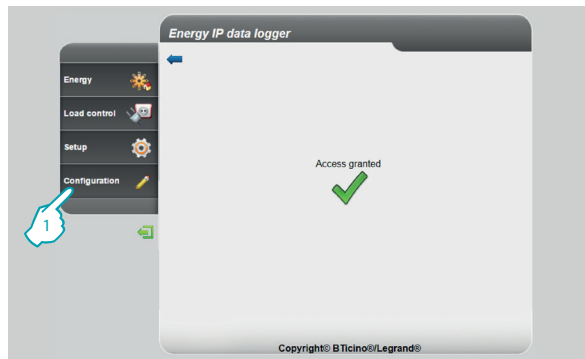 Energy IP data logger
Energy
Load control
Setup
Configuration
1
Access granted
Copyright© BTicino®/Legrand®